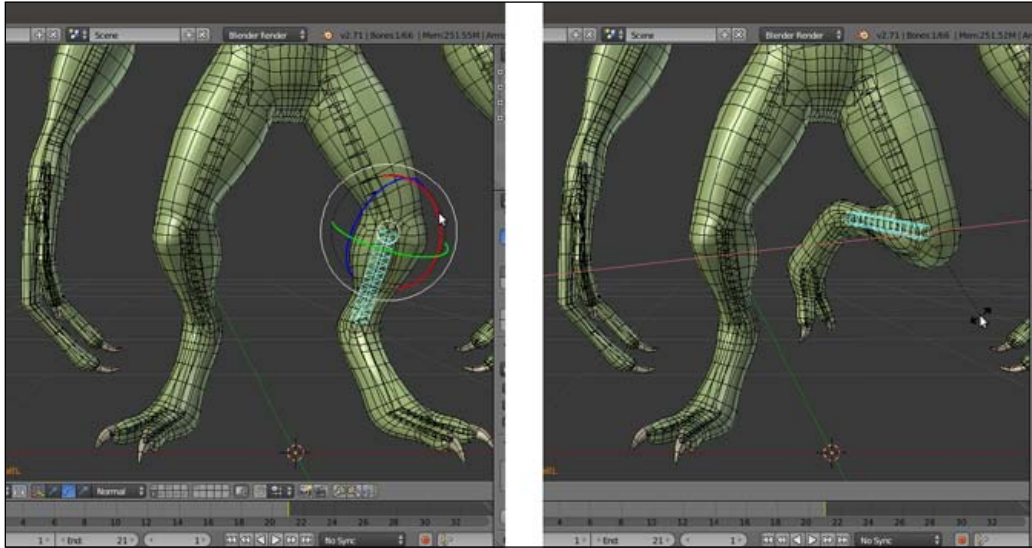 Scene
Blender Render
v2.71 | Bones:1/66 | Mem:251.55M | Arma
Normal
4 6 8 10 12 14 16 18 20 22 24 26 28 30 32
1
End: 21
1
No Sync
Scene
Blender Render
v2.71 | Bones:1/66 | Mem:251.52M | Ar
4 6 8 10 12 14 16 18 20 22 24 26 28 30 32
1
End: 21
1
No Sync